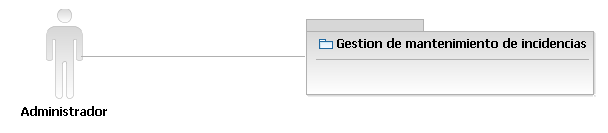 Gestion de mantenimiento de incidencias
Administrador